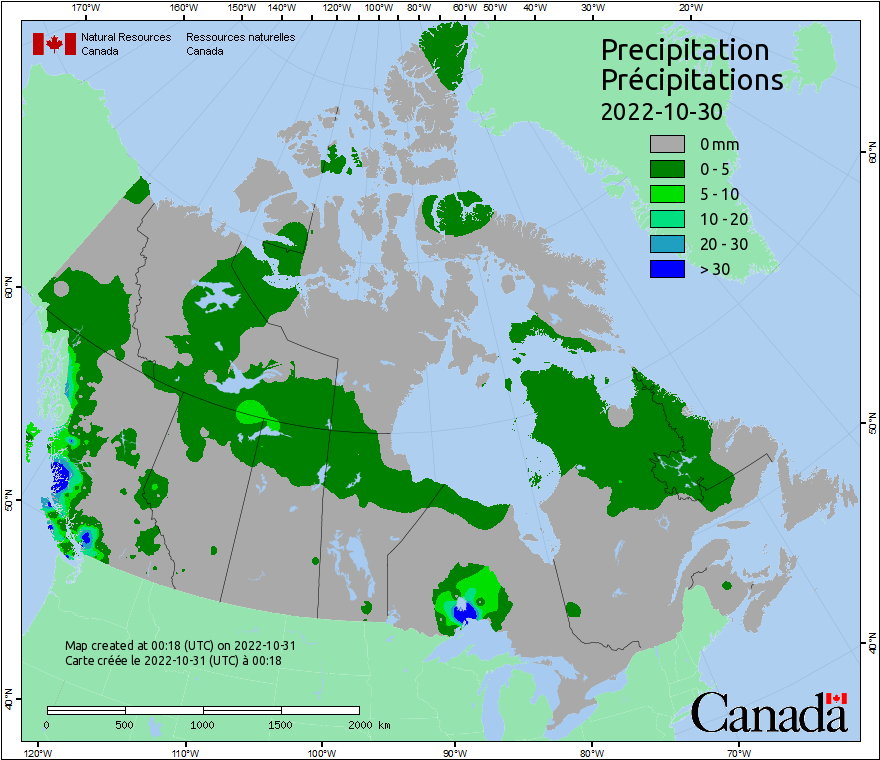 170°W 160°W 150°W 140°W 130°W 120°W 110°W 100°W 90°W 80°W 60°W 50°W 40°W 30°W 20°W
Natural Resources Ressources naturelles
Canada Canada
Precipitation
Précipitations
2022-10-30
0 mm
0 - 5
5 - 10
10 - 20
20 - 30
> 30
60°N
60°N
50°N
50°N
40°N
40°N
Map created at 00:18 (UTC) on 2022-10-31
Carte créée le 2022-10-31 (UTC) à 00:18
0 500 1000 1500 2000 km
Canada
120°W 110°W 100°W 90°W 80°W 70°W